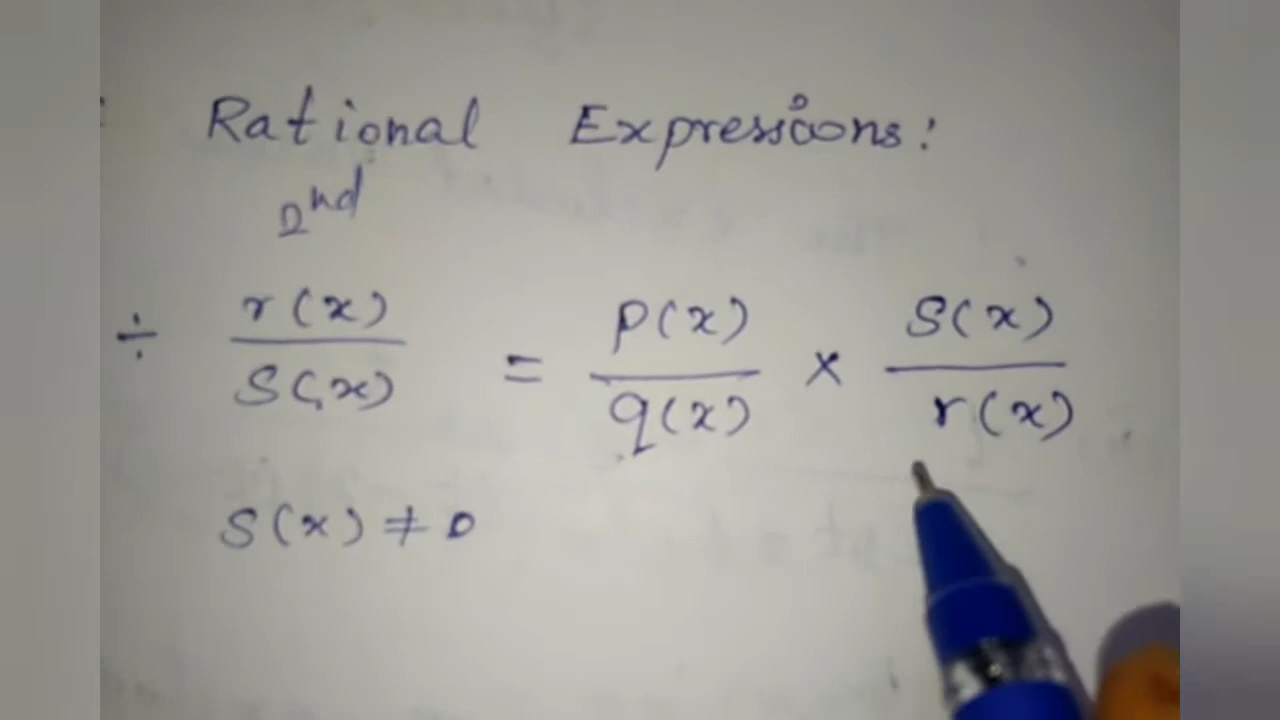 : Rational Expressions:
2nd
÷ r(x)/S(x) = p(x)/q(x) × S(x)/r(x)
S(x) ≠ 0